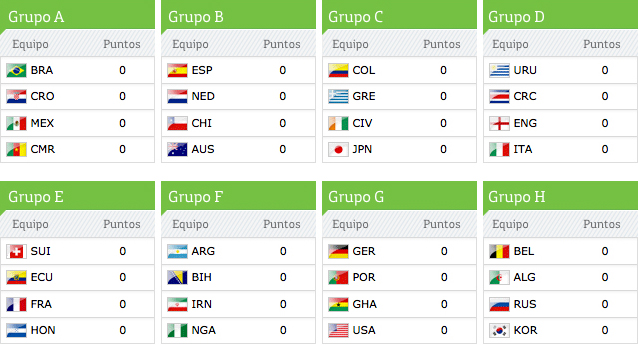 Grupo A
Equipo Puntos
BRA 0
CRO 0
MEX 0
CMR 0
Grupo B
Equipo Puntos
ESP 0
NED 0
CHI 0
AUS 0
Grupo C
Equipo Puntos
COL 0
GRE 0
CIV 0
JPN 0
Grupo D
Equipo Puntos
URU 0
CRC 0
ENG 0
ITA 0
Grupo E
Equipo Puntos
SUI 0
ECU 0
FRA 0
HON 0
Grupo F
Equipo Puntos
ARG 0
BIH 0
IRN 0
NGA 0
Grupo G
Equipo Puntos
GER 0
POR 0
GHA 0
USA 0
Grupo H
Equipo Puntos
BEL 0
ALG 0
RUS 0
KOR 0